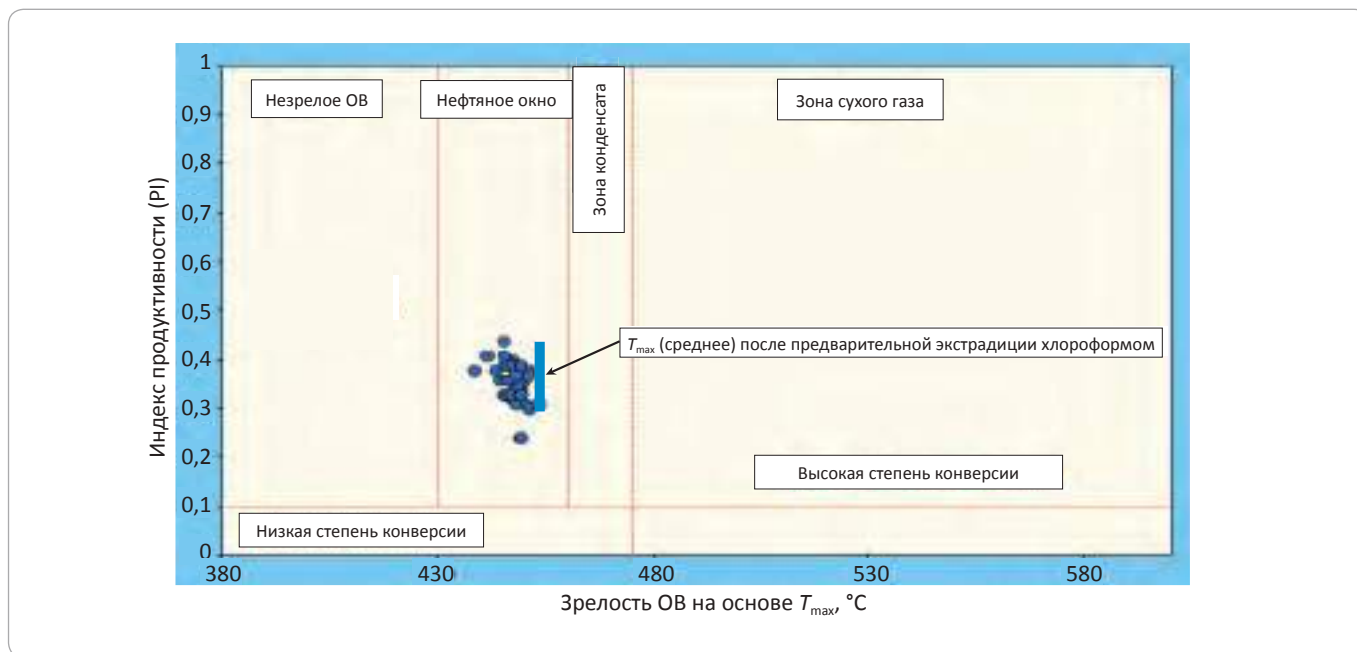 Индекс продуктивности (PI)
1
0,9
0,8
0,7
0,6
0,5
0,4
0,3
0,2
0,1
0
Незрелое ОВ
Нефтяное окно
Зона конденсата
Зона сухого газа
T_max (среднее) после предварительной экстрадиции хлороформом
Высокая степень конверсии
Низкая степень конверсии
380
430
480
530
580
Зрелость ОВ на основе T_max, °C